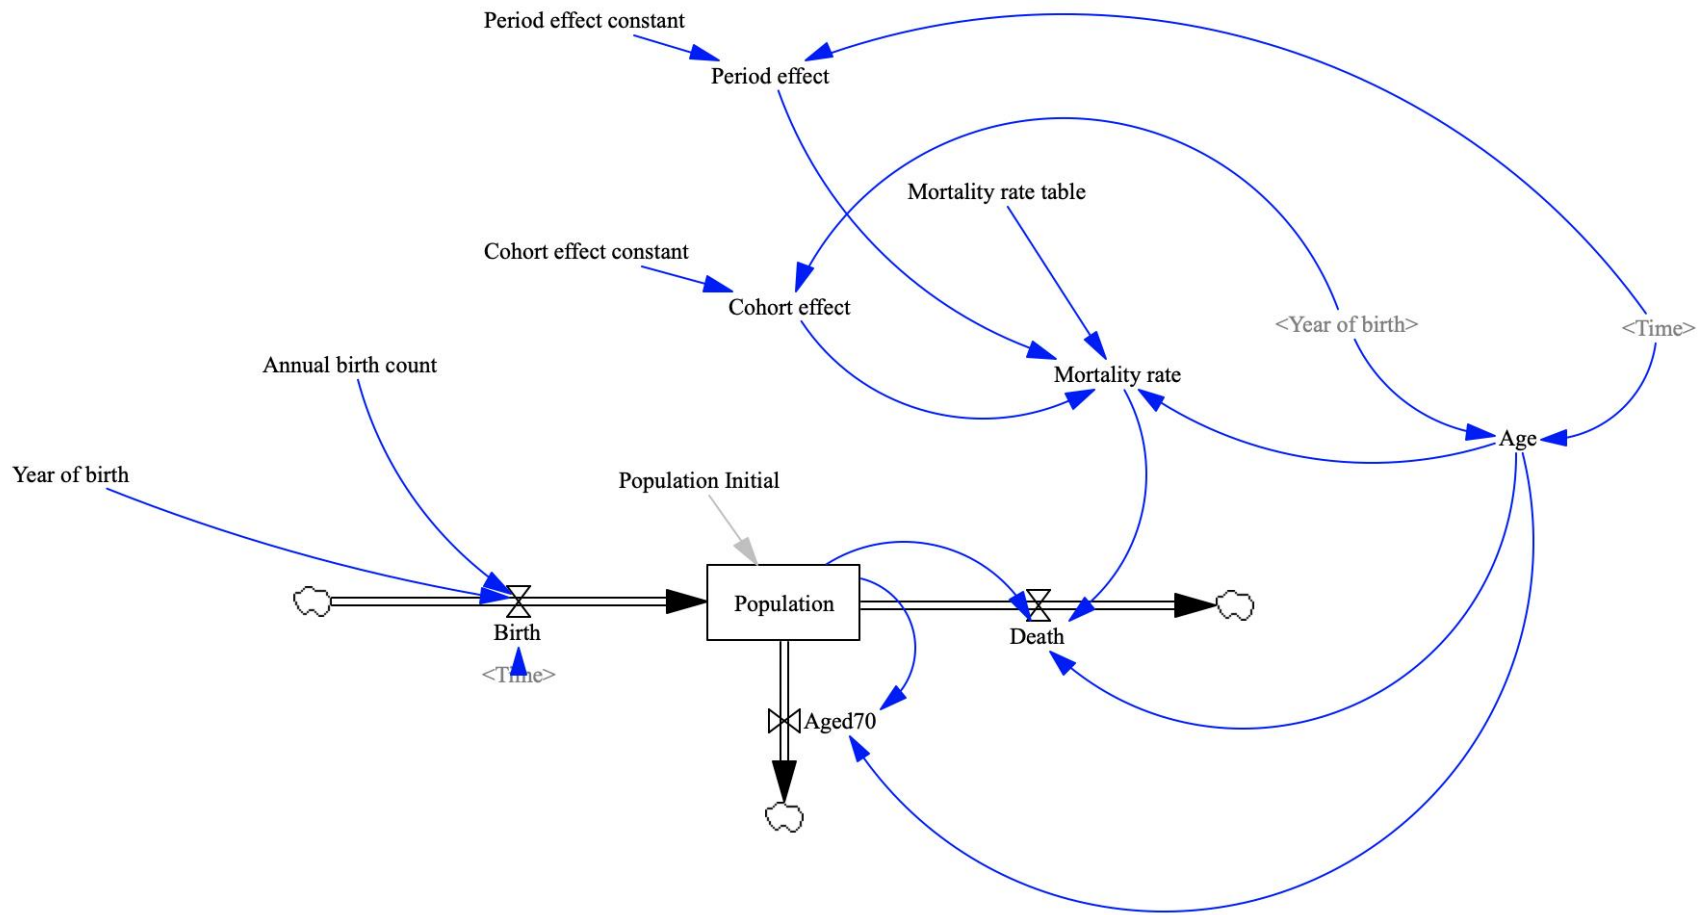 Period effect constant
Period effect
Mortality rate table
Cohort effect constant
Cohort effect
<Year of birth>
<Time>
Annual birth count
Mortality rate
Age
Year of birth
Population Initial
Population
Birth
Death
<Time>
Aged70